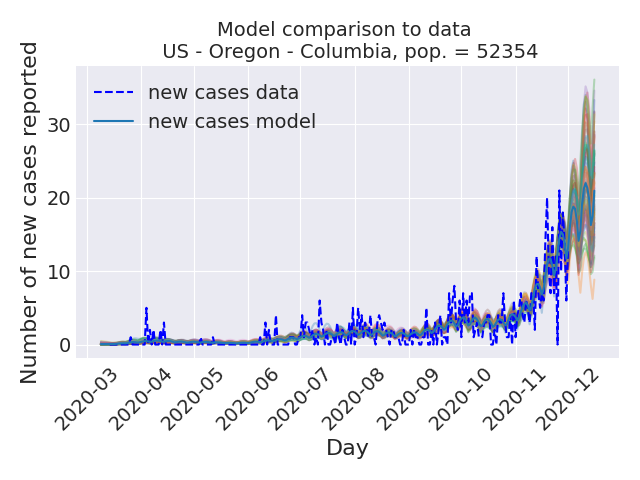 Model comparison to data
US - Oregon - Columbia, pop. = 52354
new cases data
new cases model
Number of new cases reported
30
20
10
0
2020-03
2020-04
2020-05
2020-06
2020-07
2020-08
2020-09
2020-10
2020-11
2020-12
Day